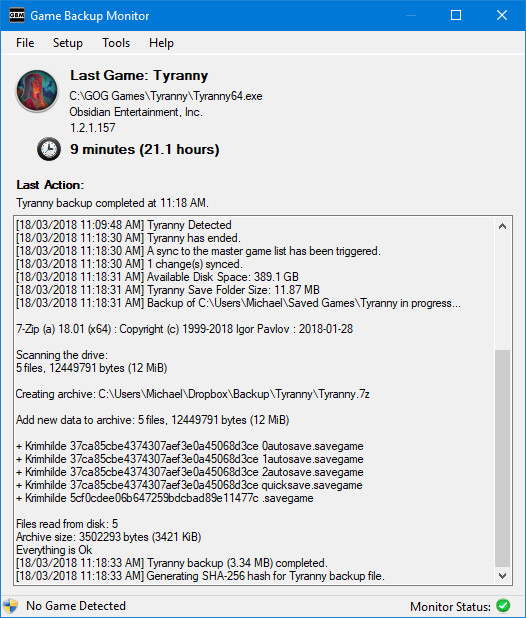 GBM Game Backup Monitor
File Setup Tools Help
Last Game: Tyranny
C:\GOG Games\Tyranny\Tyranny64.exe
Obsidian Entertainment, Inc.
1.2.1.157
9 minutes (21.1 hours)
Last Action:
Tyranny backup completed at 11:18 AM.
[18/03/2018 11:09:48 AM] Tyranny Detected
[18/03/2018 11:18:30 AM] Tyranny has ended.
[18/03/2018 11:18:30 AM] A sync to the master game list has been triggered.
[18/03/2018 11:18:30 AM] 1 change(s) synced.
[18/03/2018 11:18:31 AM] Available Disk Space: 389.1 GB
[18/03/2018 11:18:31 AM] Tyranny Save Folder Size: 11.87 MB
[18/03/2018 11:18:31 AM] Backup of C:\Users\Michael\Saved Games\Tyranny in progress...
7-Zip (a) 18.01 (x64) : Copyright (c) 1999-2018 Igor Pavlov : 2018-01-28
Scanning the drive:
5 files, 12449791 bytes (12 MiB)
Creating archive: C:\Users\Michael\Dropbox\Backup\Tyranny\Tyranny.7z
Add new data to archive: 5 files, 12449791 bytes (12 MiB)
+ Krimhilde 37ca85cbe4374307aef3e0a45068d3ce 0autosave.savegame
+ Krimhilde 37ca85cbe4374307aef3e0a45068d3ce 1autosave.savegame
+ Krimhilde 37ca85cbe4374307aef3e0a45068d3ce 2autosave.savegame
+ Krimhilde 37ca85cbe4374307aef3e0a45068d3ce quicksave.savegame
+ Krimhilde 5cf0cdee06b647259bdcbad89e11477c .savegame
Files read from disk: 5
Archive size: 3502293 bytes (3421 KiB)
Everything is Ok
[18/03/2018 11:18:33 AM] Tyranny backup (3.34 MB) completed.
[18/03/2018 11:18:33 AM] Generating SHA-256 hash for Tyranny backup file.
No Game Detected
Monitor Status: